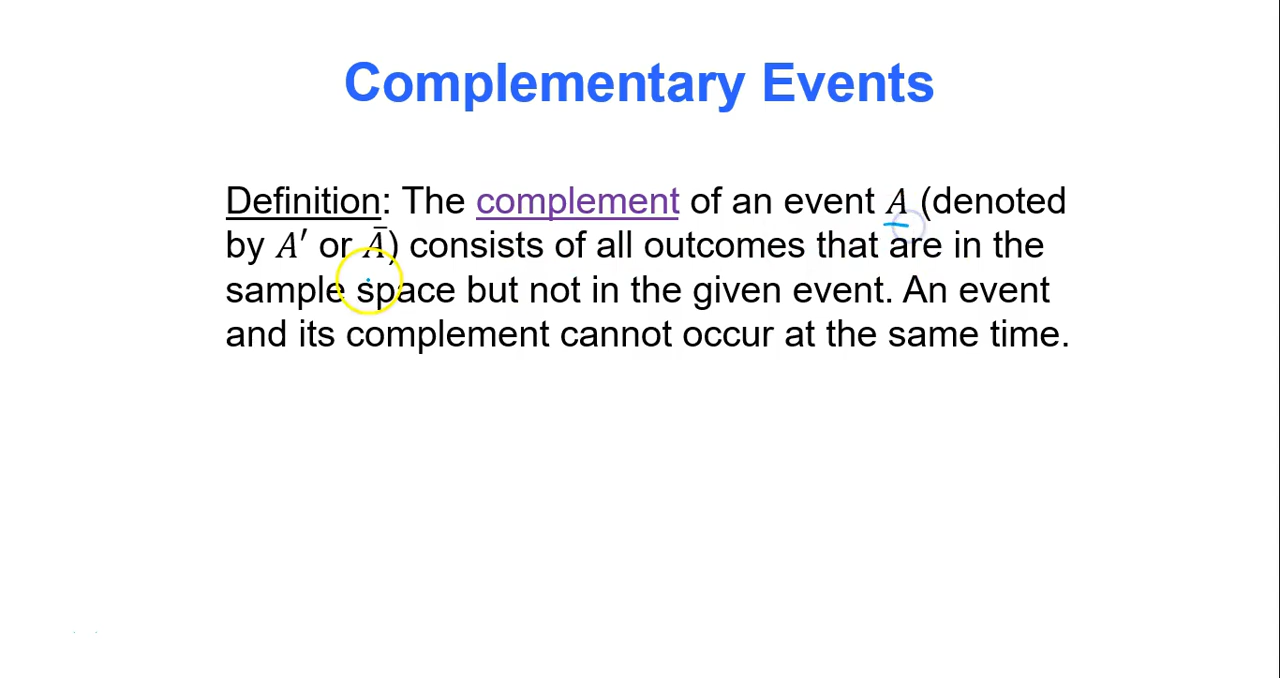 Complementary Events
Definition: The complement of an event A (denoted
by A′ or Ā) consists of all outcomes that are in the
sample space but not in the given event. An event
and its complement cannot occur at the same time.